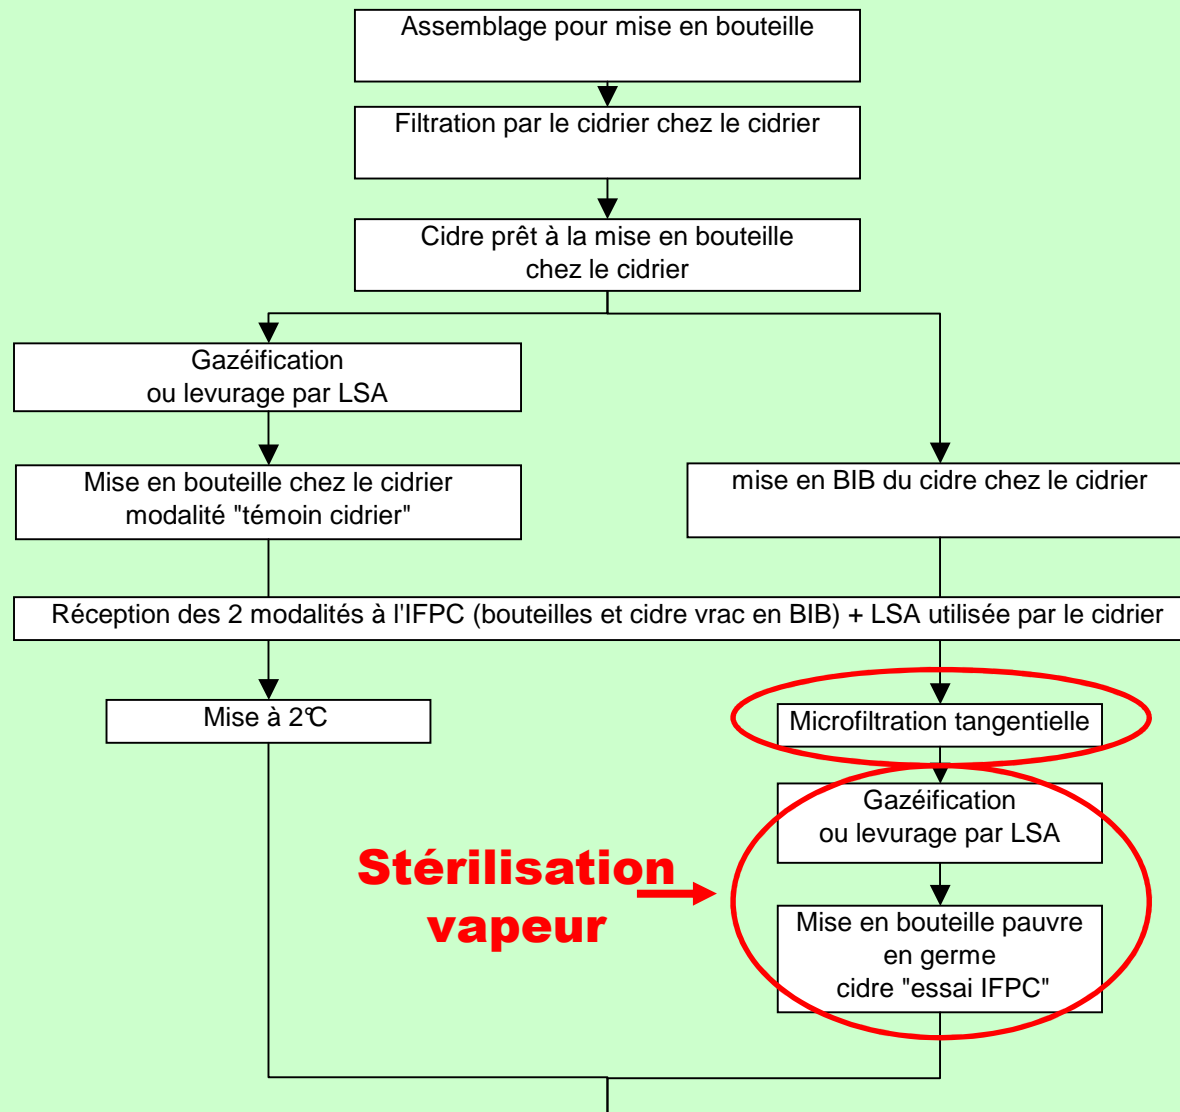 Assemblage pour mise en bouteille
Filtration par le cidrier chez le cidrier
Cidre prêt à la mise en bouteille
chez le cidrier
Gazéification
ou levurage par LSA
Mise en bouteille chez le cidrier
modalité "témoin cidrier"
mise en BIB du cidre chez le cidrier
Réception des 2 modalités à l'IFPC (bouteilles et cidre vrac en BIB) + LSA utilisée par le cidrier
Mise à 2°C
Microfiltration tangentielle
Gazéification
ou levurage par LSA
Stérilisation
vapeur
Mise en bouteille pauvre
en germe
cidre "essai IFPC"